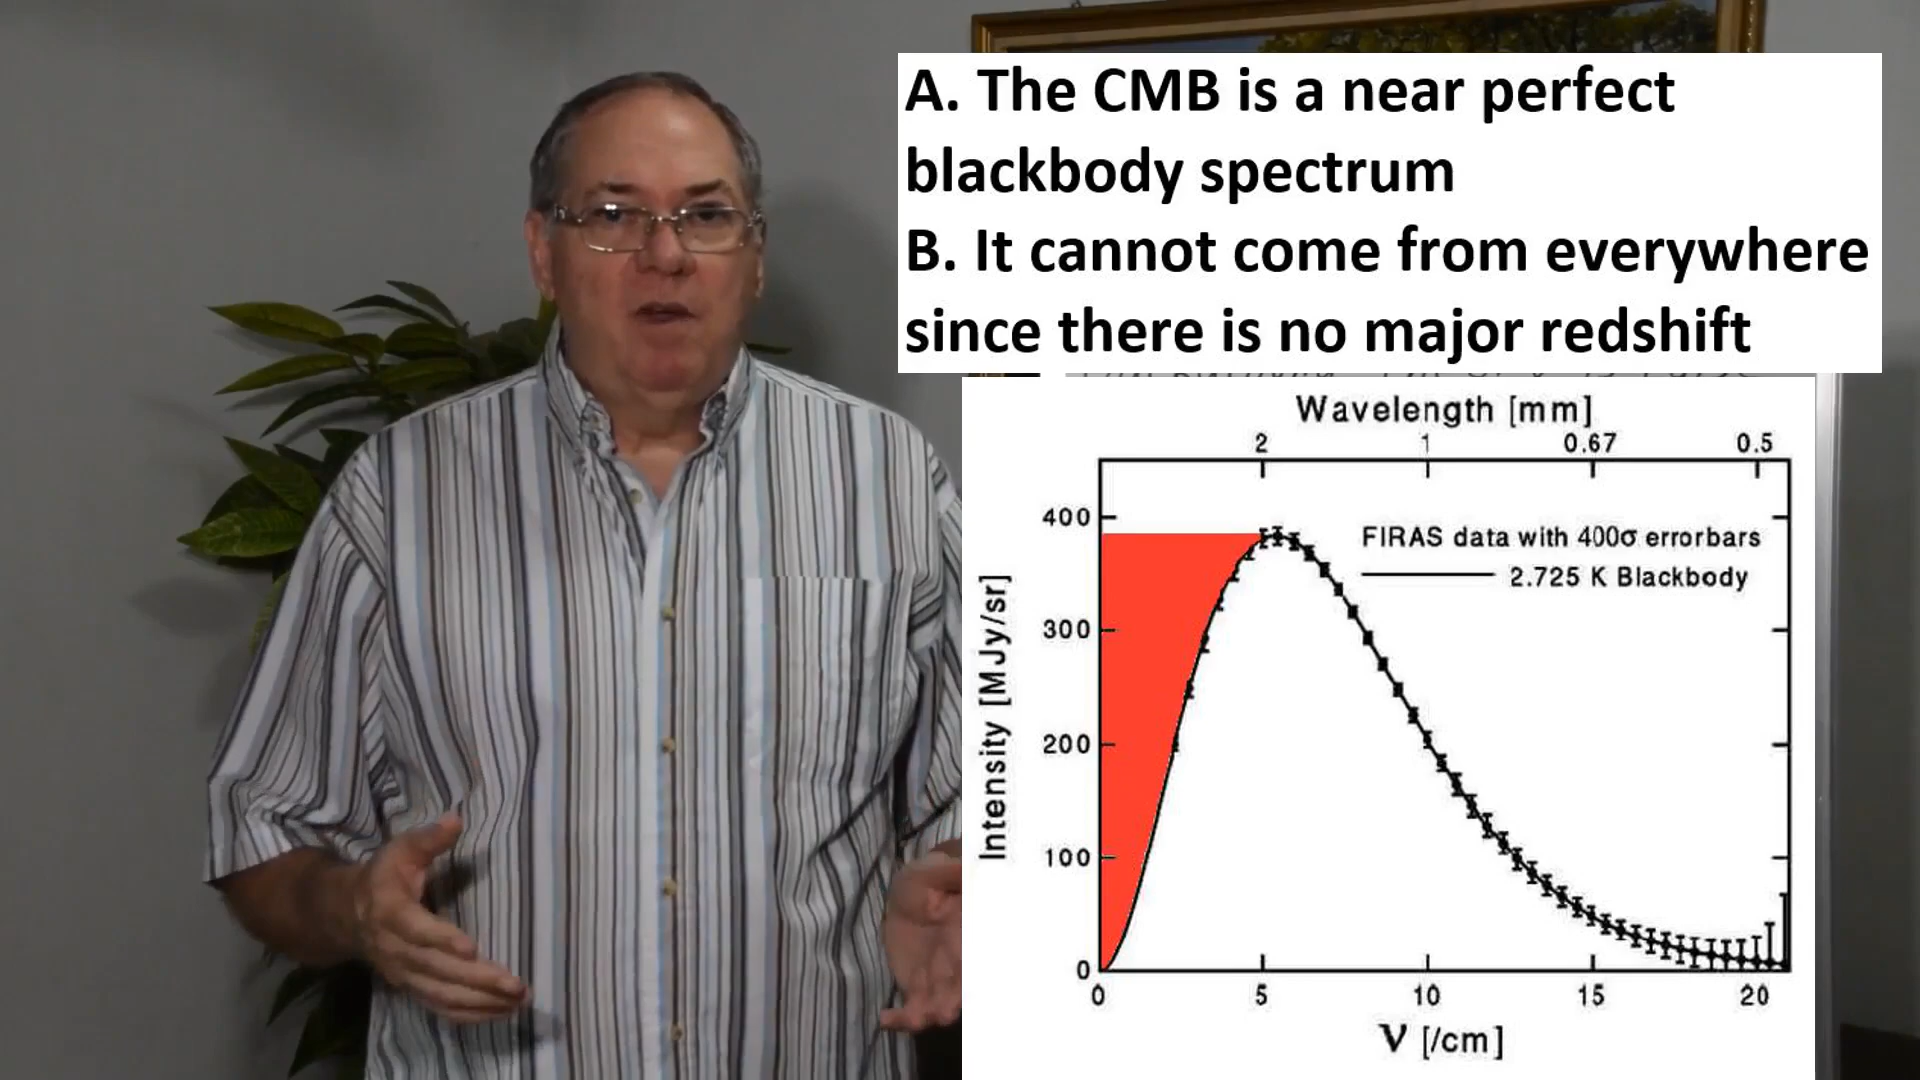 A. The CMB is a near perfect
blackbody spectrum
B. It cannot come from everywhere
since there is no major redshift
Wavelength [mm]
2 1 0.67 0.5
400
300
200
100
0
Intensity [MJy/sr]
FIRAS data with 400σ errorbars
2.725 K Blackbody
0 5 10 15 20
ν [/cm]